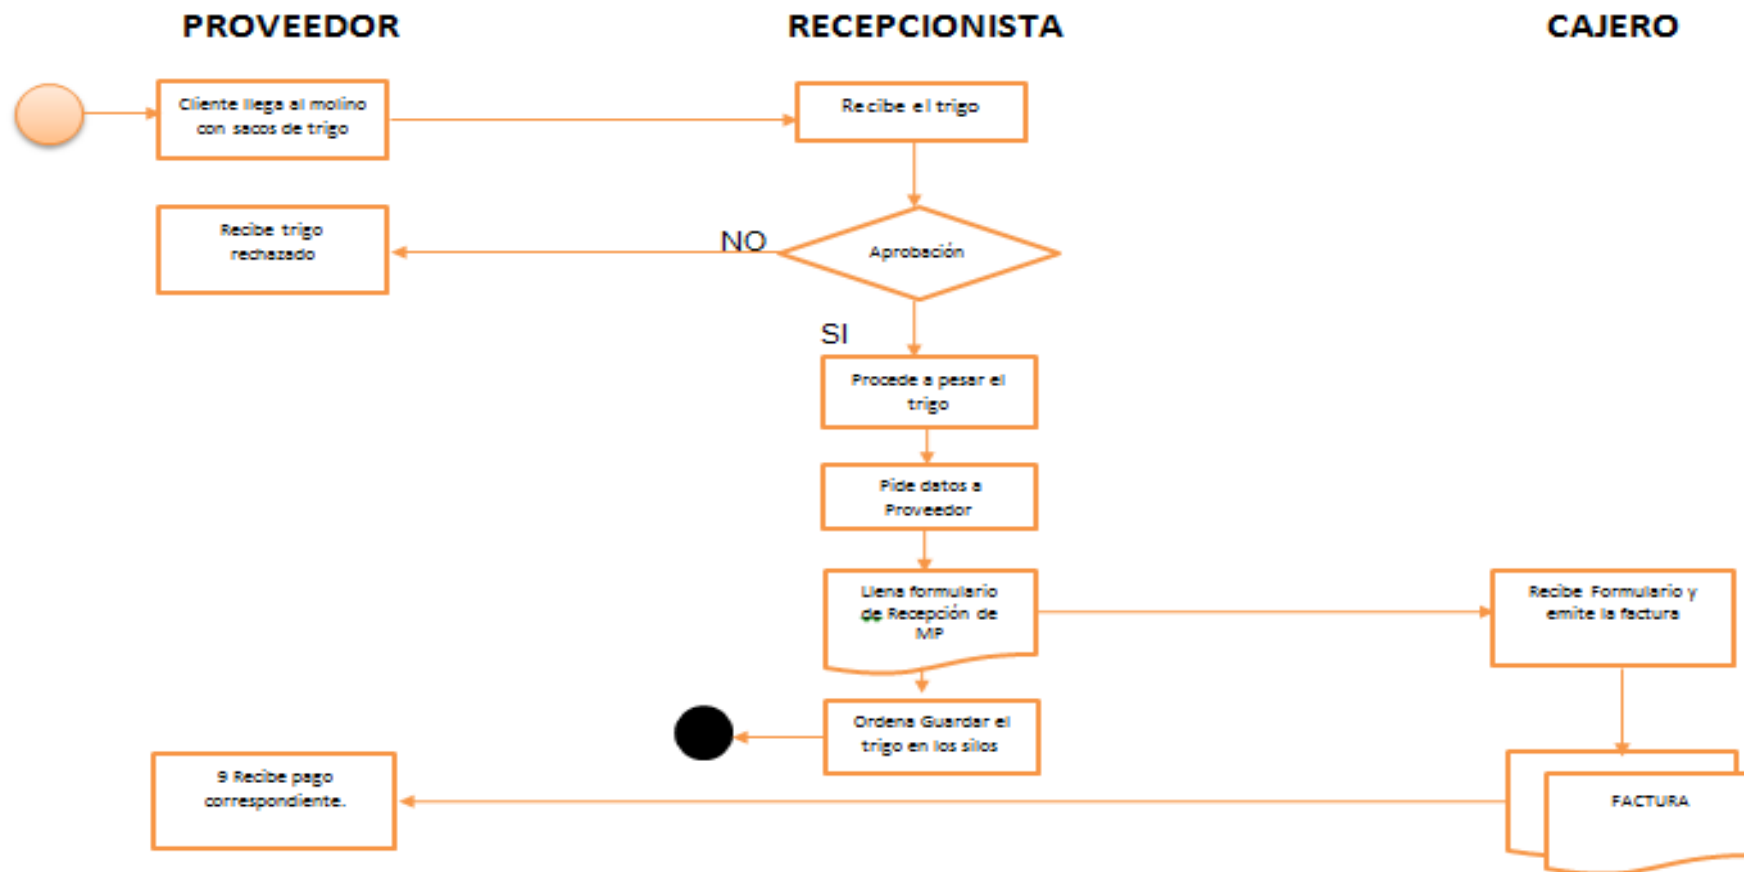 PROVEEDOR
RECEPCIONISTA
CAJERO
Cliente llega al molino
con sacos de trigo
Recibe el trigo
Recibe trigo
rechazado
NO
Aprobación
SI
Procede a pesar el
trigo
Pide datos a
Proveedor
Llena formulario
de Recepción de
MP
Recibe Formulario y
emite la factura
Ordena Guardar el
trigo en los silos
9 Recibe pago
correspondiente.
FACTURA